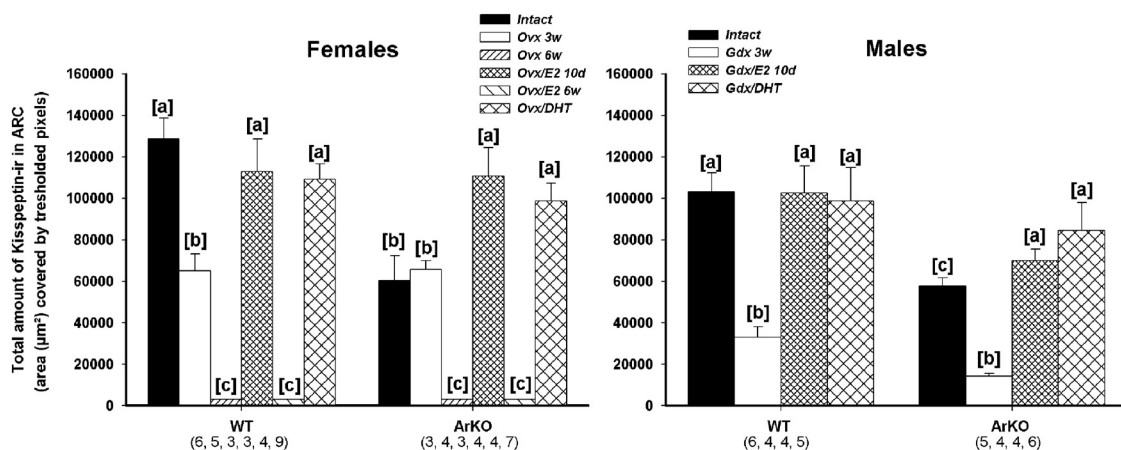 Females
Intact
Ovx 3w
Ovx 6w
Ovx/E2 10d
Ovx/E2 6w
Ovx/DHT
Males
Intact
Gdx 3w
Gdx/E2 10d
Gdx/DHT
Total amount of Kisspeptin-ir in ARC
(area (µm²) covered by tresholded pixels)
160000
140000
120000
100000
80000
60000
40000
20000
0
[a]
[b]
[c]
[a]
[c]
[a]
[b]
[b]
[c]
[a]
[c]
[a]
WT
(6, 5, 3, 3, 4, 9)
ArKO
(3, 4, 3, 4, 4, 7)
160000
140000
120000
100000
80000
60000
40000
20000
0
[a]
[b]
[a]
[a]
[c]
[b]
[a]
[a]
WT
(6, 4, 4, 5)
ArKO
(5, 4, 4, 6)